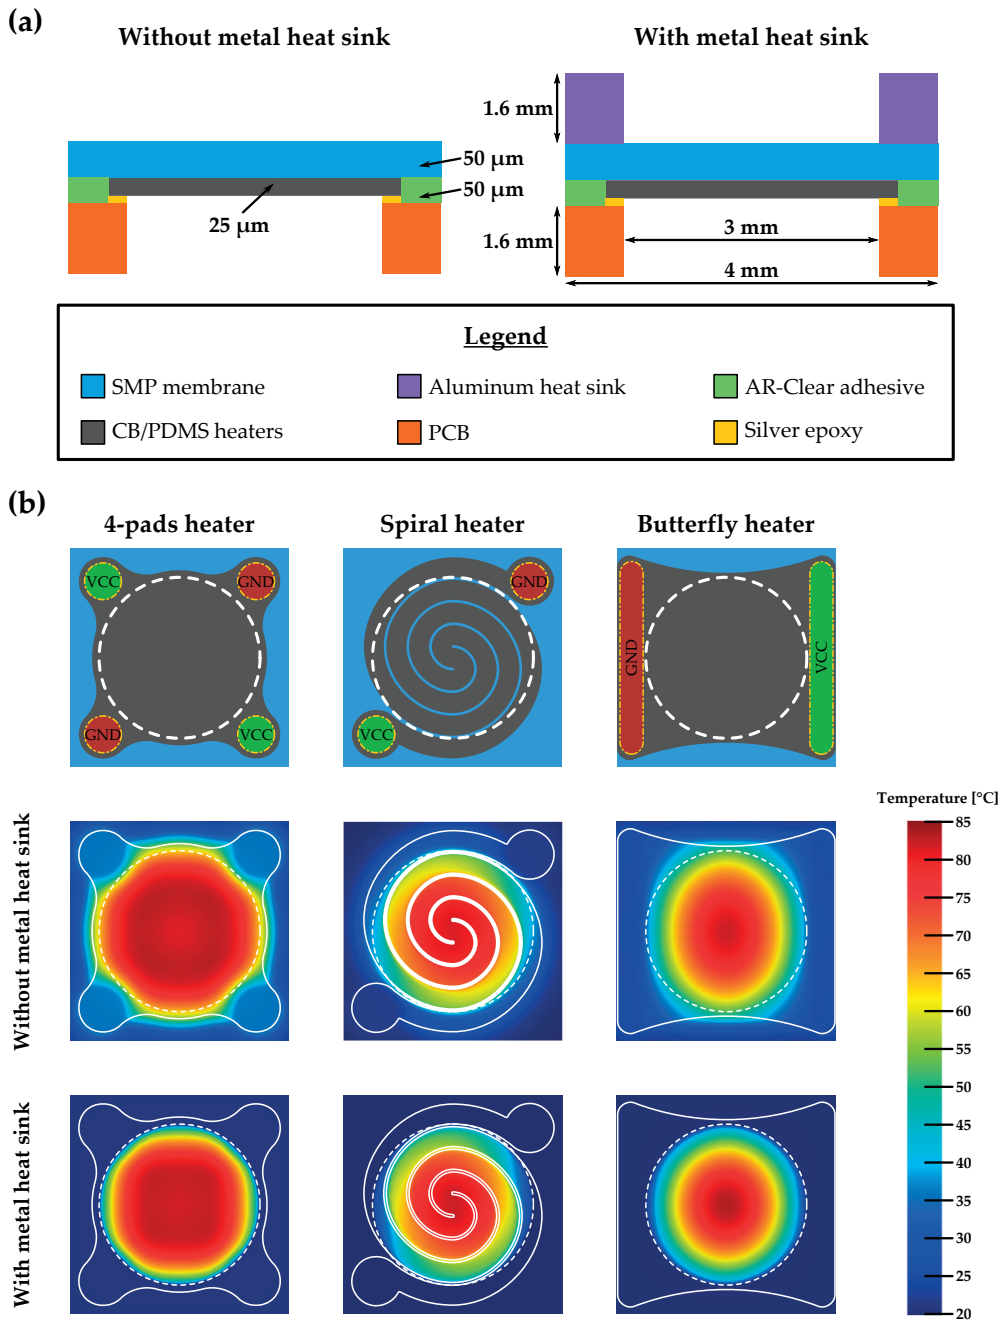 (a)
Without metal heat sink
With metal heat sink
1.6 mm
50 µm
50 µm
25 µm
1.6 mm
3 mm
4 mm
Legend
SMP membrane
Aluminum heat sink
AR-Clear adhesive
CB/PDMS heaters
PCB
Silver epoxy
(b)
4-pads heater
Spiral heater
Butterfly heater
VCC
GND
GND
VCC
GND
VCC
GND
VCC
Temperature [°C]
Without metal heat sink
With metal heat sink
85
80
75
70
65
60
55
50
45
40
35
30
25
20